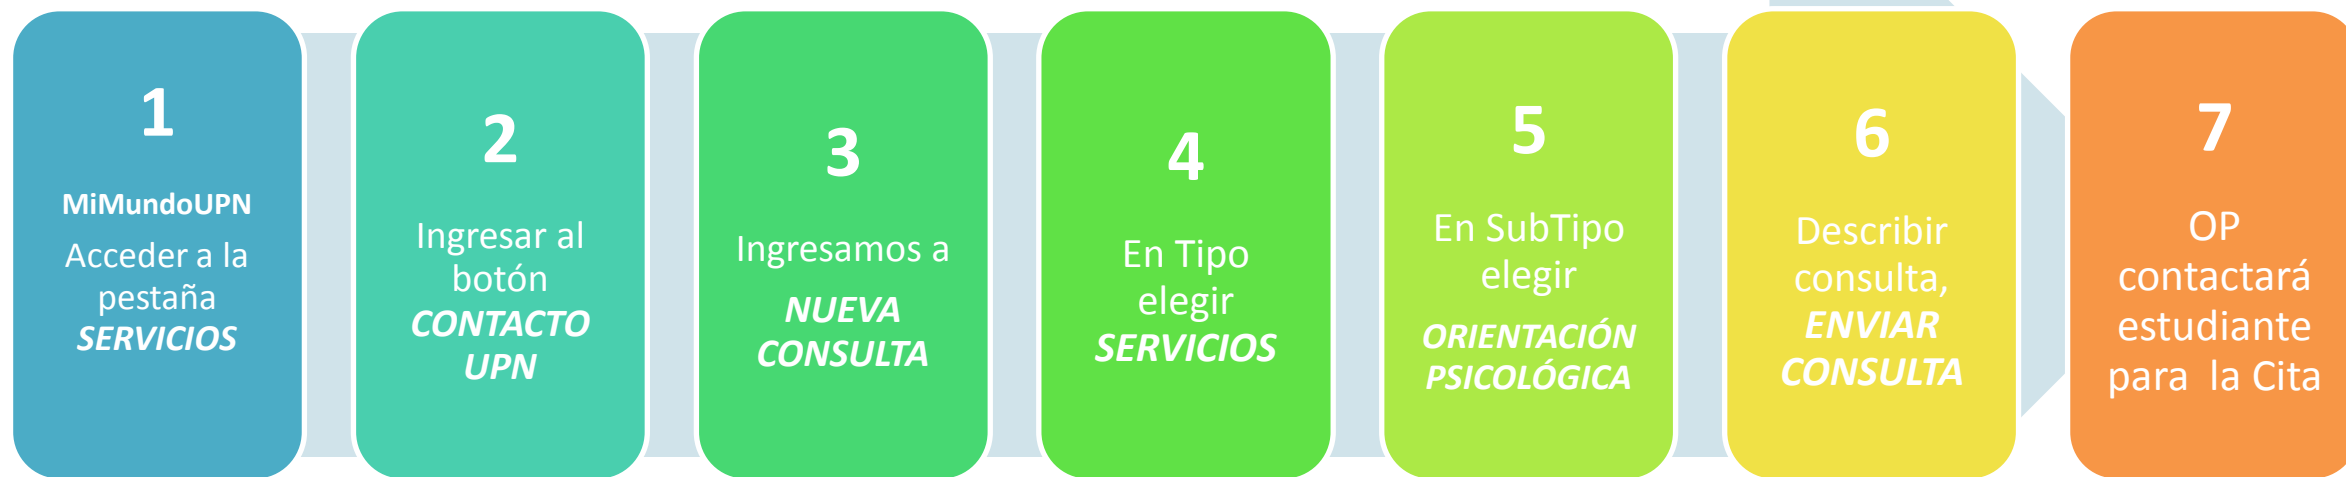 1
MiMundoUPN
Acceder a la
pestaña
SERVICIOS
2
Ingresar al
botón
CONTACTO
UPN
3
Ingresamos a
NUEVA
CONSULTA
4
En Tipo
elegir
SERVICIOS
5
En SubTipo
elegir
ORIENTACIÓN
PSICOLÓGICA
6
Describir
consulta,
ENVIAR
CONSULTA
7
OP
contactará
estudiante
para la Cita